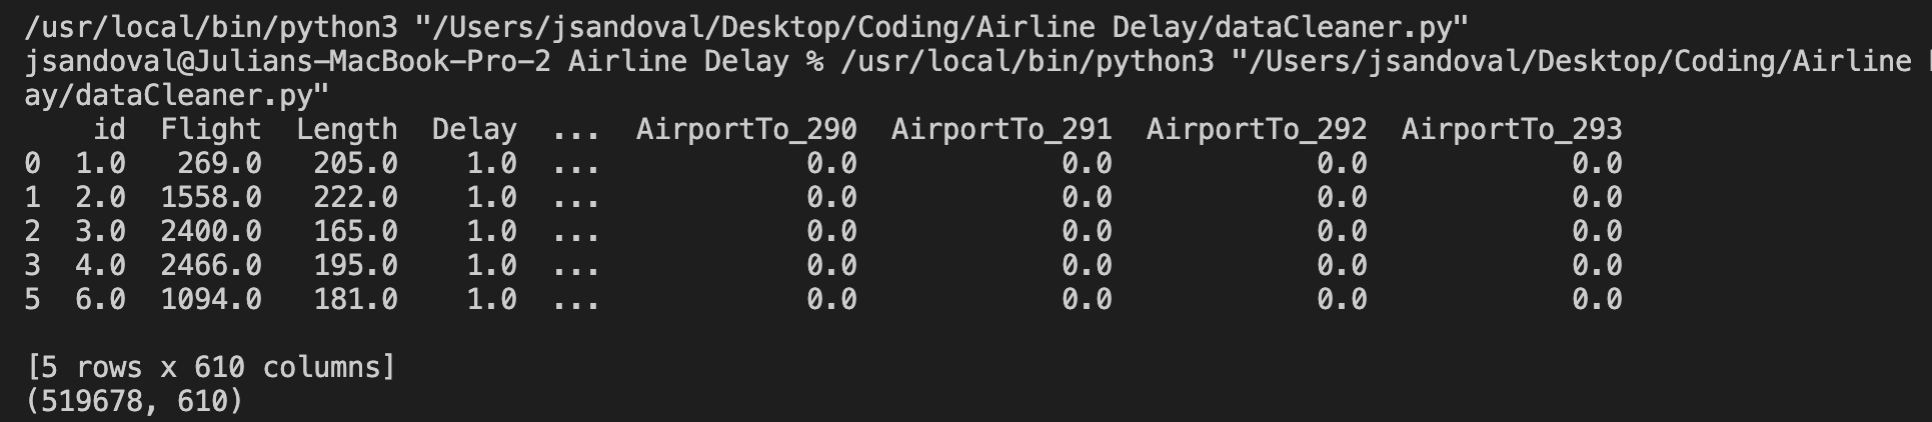 /usr/local/bin/python3 "/Users/jsandoval/Desktop/Coding/Airline Delay/dataCleaner.py"
jsandoval@Julians-MacBook-Pro-2 Airline Delay % /usr/local/bin/python3 "/Users/jsandoval/Desktop/Coding/Airline
ay/dataCleaner.py"
    id  Flight  Length  Delay  ...  AirportTo_290  AirportTo_291  AirportTo_292  AirportTo_293
0  1.0   269.0   205.0    1.0  ...            0.0            0.0            0.0            0.0
1  2.0  1558.0   222.0    1.0  ...            0.0            0.0            0.0            0.0
2  3.0  2400.0   165.0    1.0  ...            0.0            0.0            0.0            0.0
3  4.0  2466.0   195.0    1.0  ...            0.0            0.0            0.0            0.0
5  6.0  1094.0   181.0    1.0  ...            0.0            0.0            0.0            0.0
[5 rows x 610 columns]
(519678, 610)